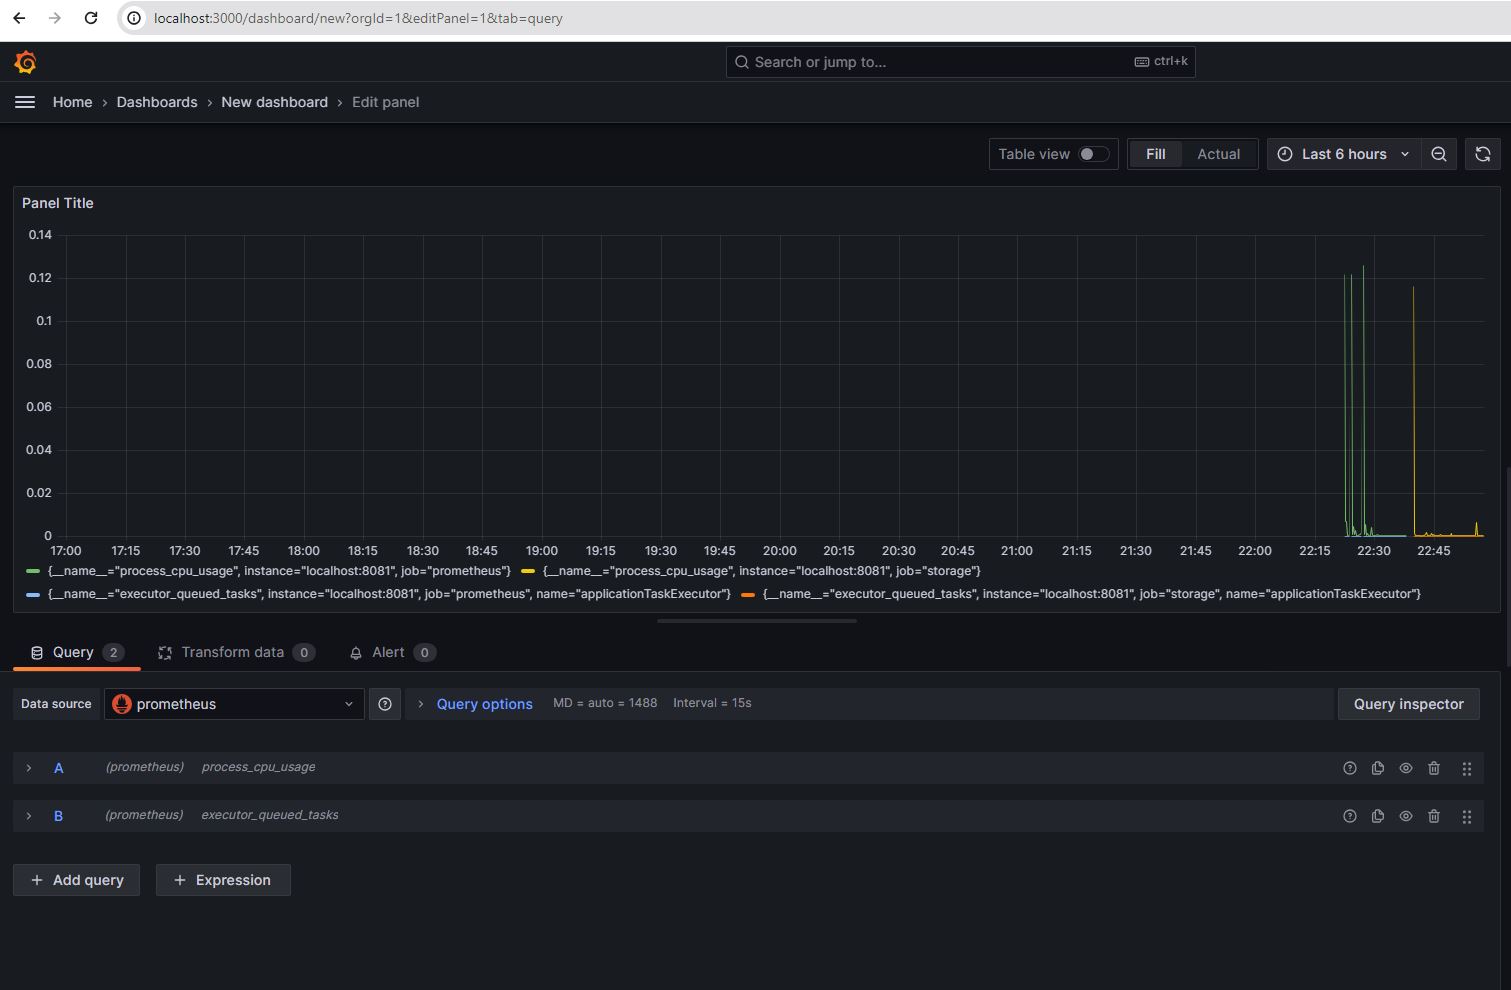 localhost:3000/dashboard/new?orgId=1&editPanel=1&tab=query
Search or jump to... ctrl+k
Home › Dashboards › New dashboard › Edit panel
Table view Fill Actual Last 6 hours
Panel Title
0.14
0.12
0.1
0.08
0.06
0.04
0.02
0
17:00 17:15 17:30 17:45 18:00 18:15 18:30 18:45 19:00 19:15 19:30 19:45 20:00 20:15 20:30 20:45 21:00 21:15 21:30 21:45 22:00 22:15 22:30 22:45
{__name__="process_cpu_usage", instance="localhost:8081", job="prometheus"} {__name__="process_cpu_usage", instance="localhost:8081", job="storage"}
{__name__="executor_queued_tasks", instance="localhost:8081", job="prometheus", name="applicationTaskExecutor"} {__name__="executor_queued_tasks", instance="localhost:8081", job="storage", name="applicationTaskExecutor"}
Query 2 Transform data 0 Alert 0
Data source prometheus Query options MD = auto = 1488 Interval = 15s Query inspector
A (prometheus) process_cpu_usage
B (prometheus) executor_queued_tasks
+ Add query + Expression